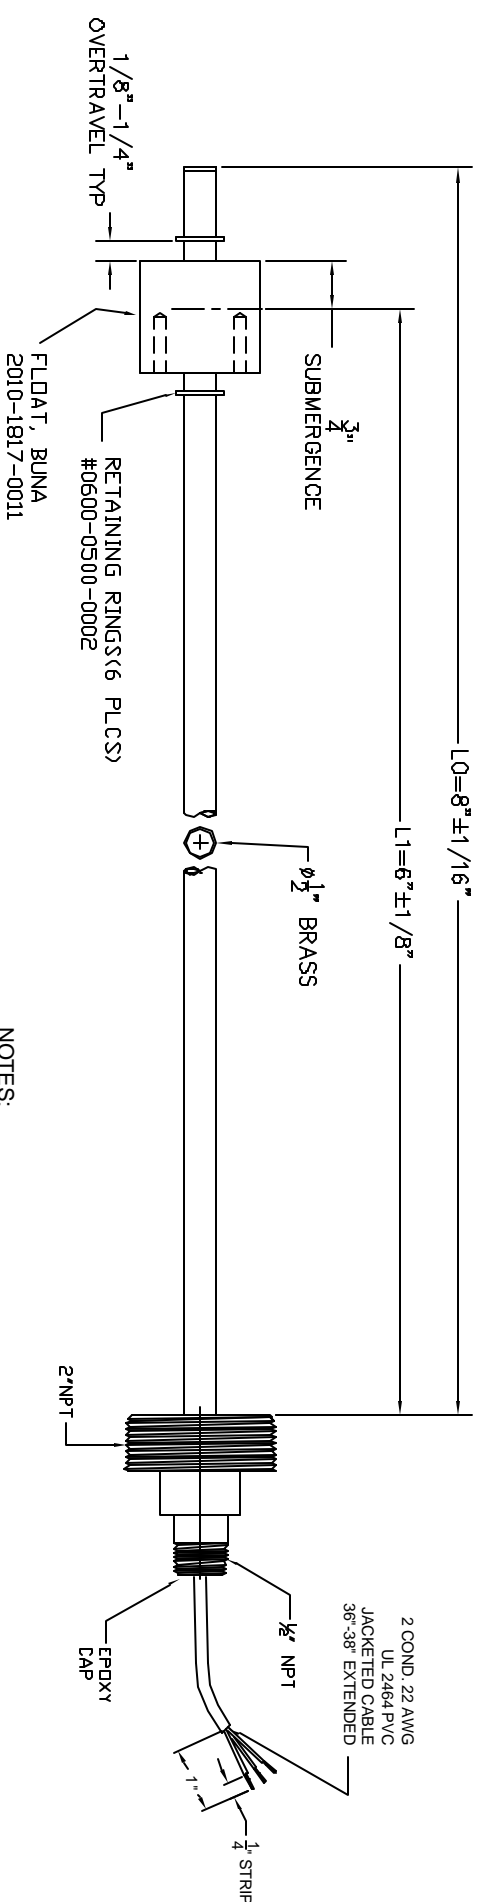 LO=8"±1/16"
L1=6"±1/8"
3/4"
SUBMERGENCE
ø1/2" BRASS
2 COND. 22 AWG
UL 2464 PVC
JACKETED CABLE
36"-38" EXTENDED
1/4" STRIP
1"
½" NPT
EPOXY
CAP
2"NPT
RETAINING RINGS(6 PLCS)
#0600-0500-0002
1/8"-1/4"
OVERTRAVEL TYP
FLOAT, BUNA
2010-1817-0011
NOTES: